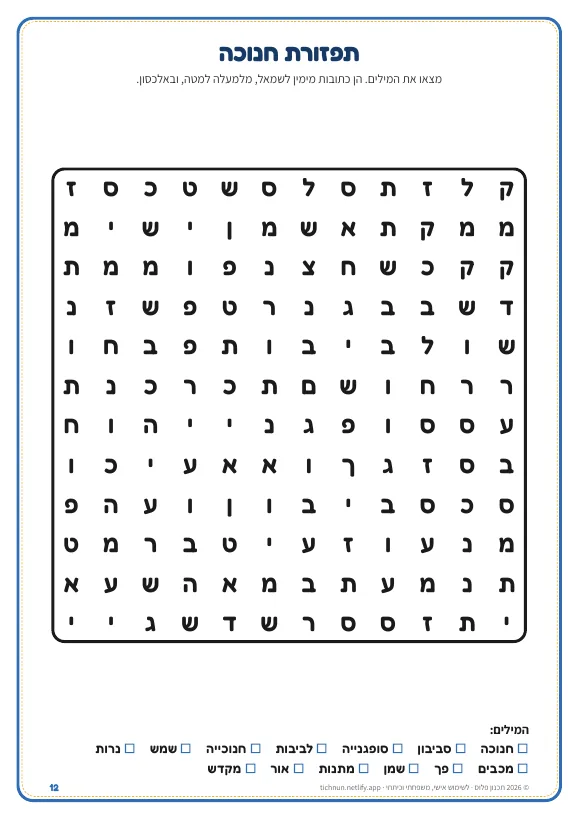 תפזורת חנוכה
מצאו את המילים. הן כתובות מימין לשמאל, מלמעלה למטה, ובאלכסון.
ק ל ז ת ס ל ס ש ט כ ס ז
מ מ ק ת א ש מ ן י ש י מ
ק ק כ ש ח צ נ פ ו מ מ ת
ד ש ב ב ג נ ר ט פ ש ז נ
ש ו ל ב י ב ו ת פ ב ח ו
ר ר ח ו ש ם ת כ ר כ נ ת
ע ס ס ו פ ג נ י י ה ו ח
ב ס ז ג ך ו א א ע י כ ו
ס כ ס ב י ב ו ן ו ע ה פ
מ נ ע ו ז ע י ט ב ר מ ט
ת נ מ ע ת ב מ א ה ש ע א
י ת ז ס ס ר ש ד ש ג י י
המילים:
חנוכה סביבון סופגנייה לביבות חנוכייה שמש נרות
מכבים פך שמן מתנות אור מקדש
© 2026 תכנון פלוס · לשימוש אישי, משפחתי וכיתתי · tichnun.netlify.app
12